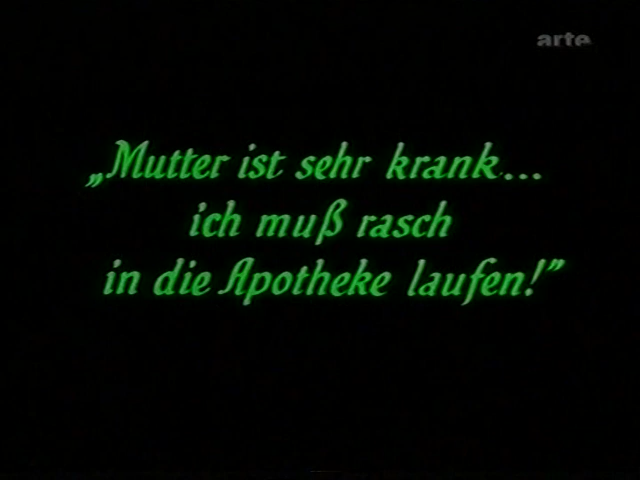 arte
„Mutter ist sehr krank...
ich muß rasch
in die Apotheke laufen!”